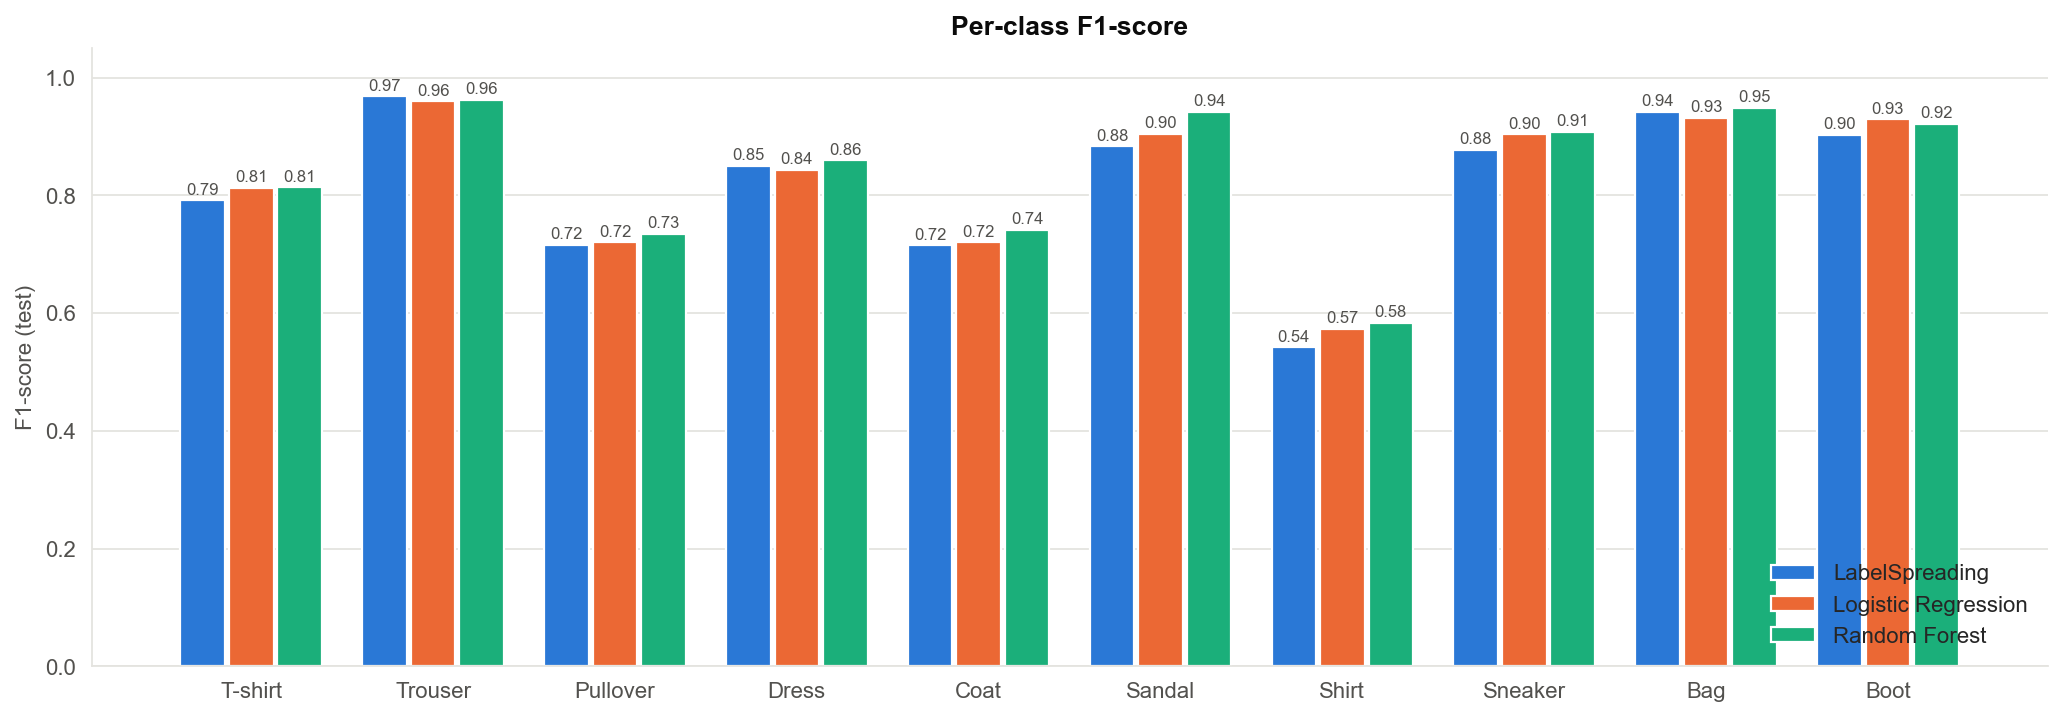 Per-class F1-score
F1-score (test)
1.0
0.8
0.6
0.4
0.2
0.0
0.79 0.81 0.81
0.97 0.96 0.96
0.72 0.72 0.73
0.85 0.84 0.86
0.72 0.72 0.74
0.88 0.90 0.94
0.54 0.57 0.58
0.88 0.90 0.91
0.94 0.93 0.95
0.90 0.93 0.92
T-shirt Trouser Pullover Dress Coat Sandal Shirt Sneaker Bag Boot
LabelSpreading
Logistic Regression
Random Forest